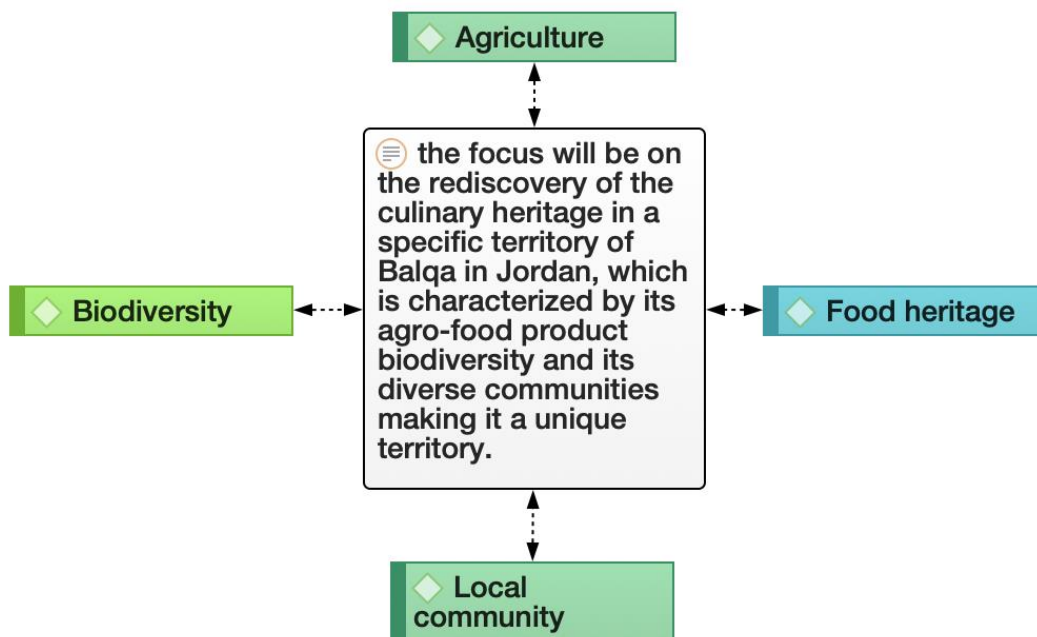 Agriculture
the focus will be on
the rediscovery of the
culinary heritage in a
specific territory of
Balqa in Jordan, which
is characterized by its
agro-food product
biodiversity and its
diverse communities
making it a unique
territory.
Biodiversity
Food heritage
Local
community